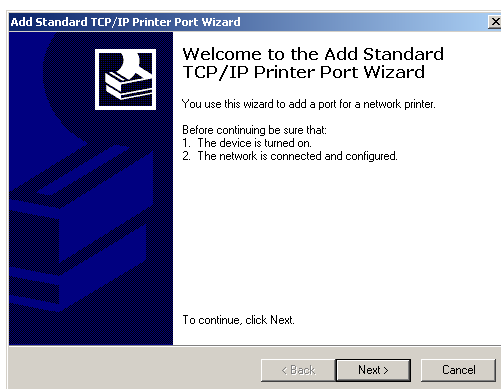 Add Standard TCP/IP Printer Port Wizard
Welcome to the Add Standard
TCP/IP Printer Port Wizard
You use this wizard to add a port for a network printer.
Before continuing be sure that:
1. The device is turned on.
2. The network is connected and configured.
To continue, click Next.
< Back
Next >
Cancel